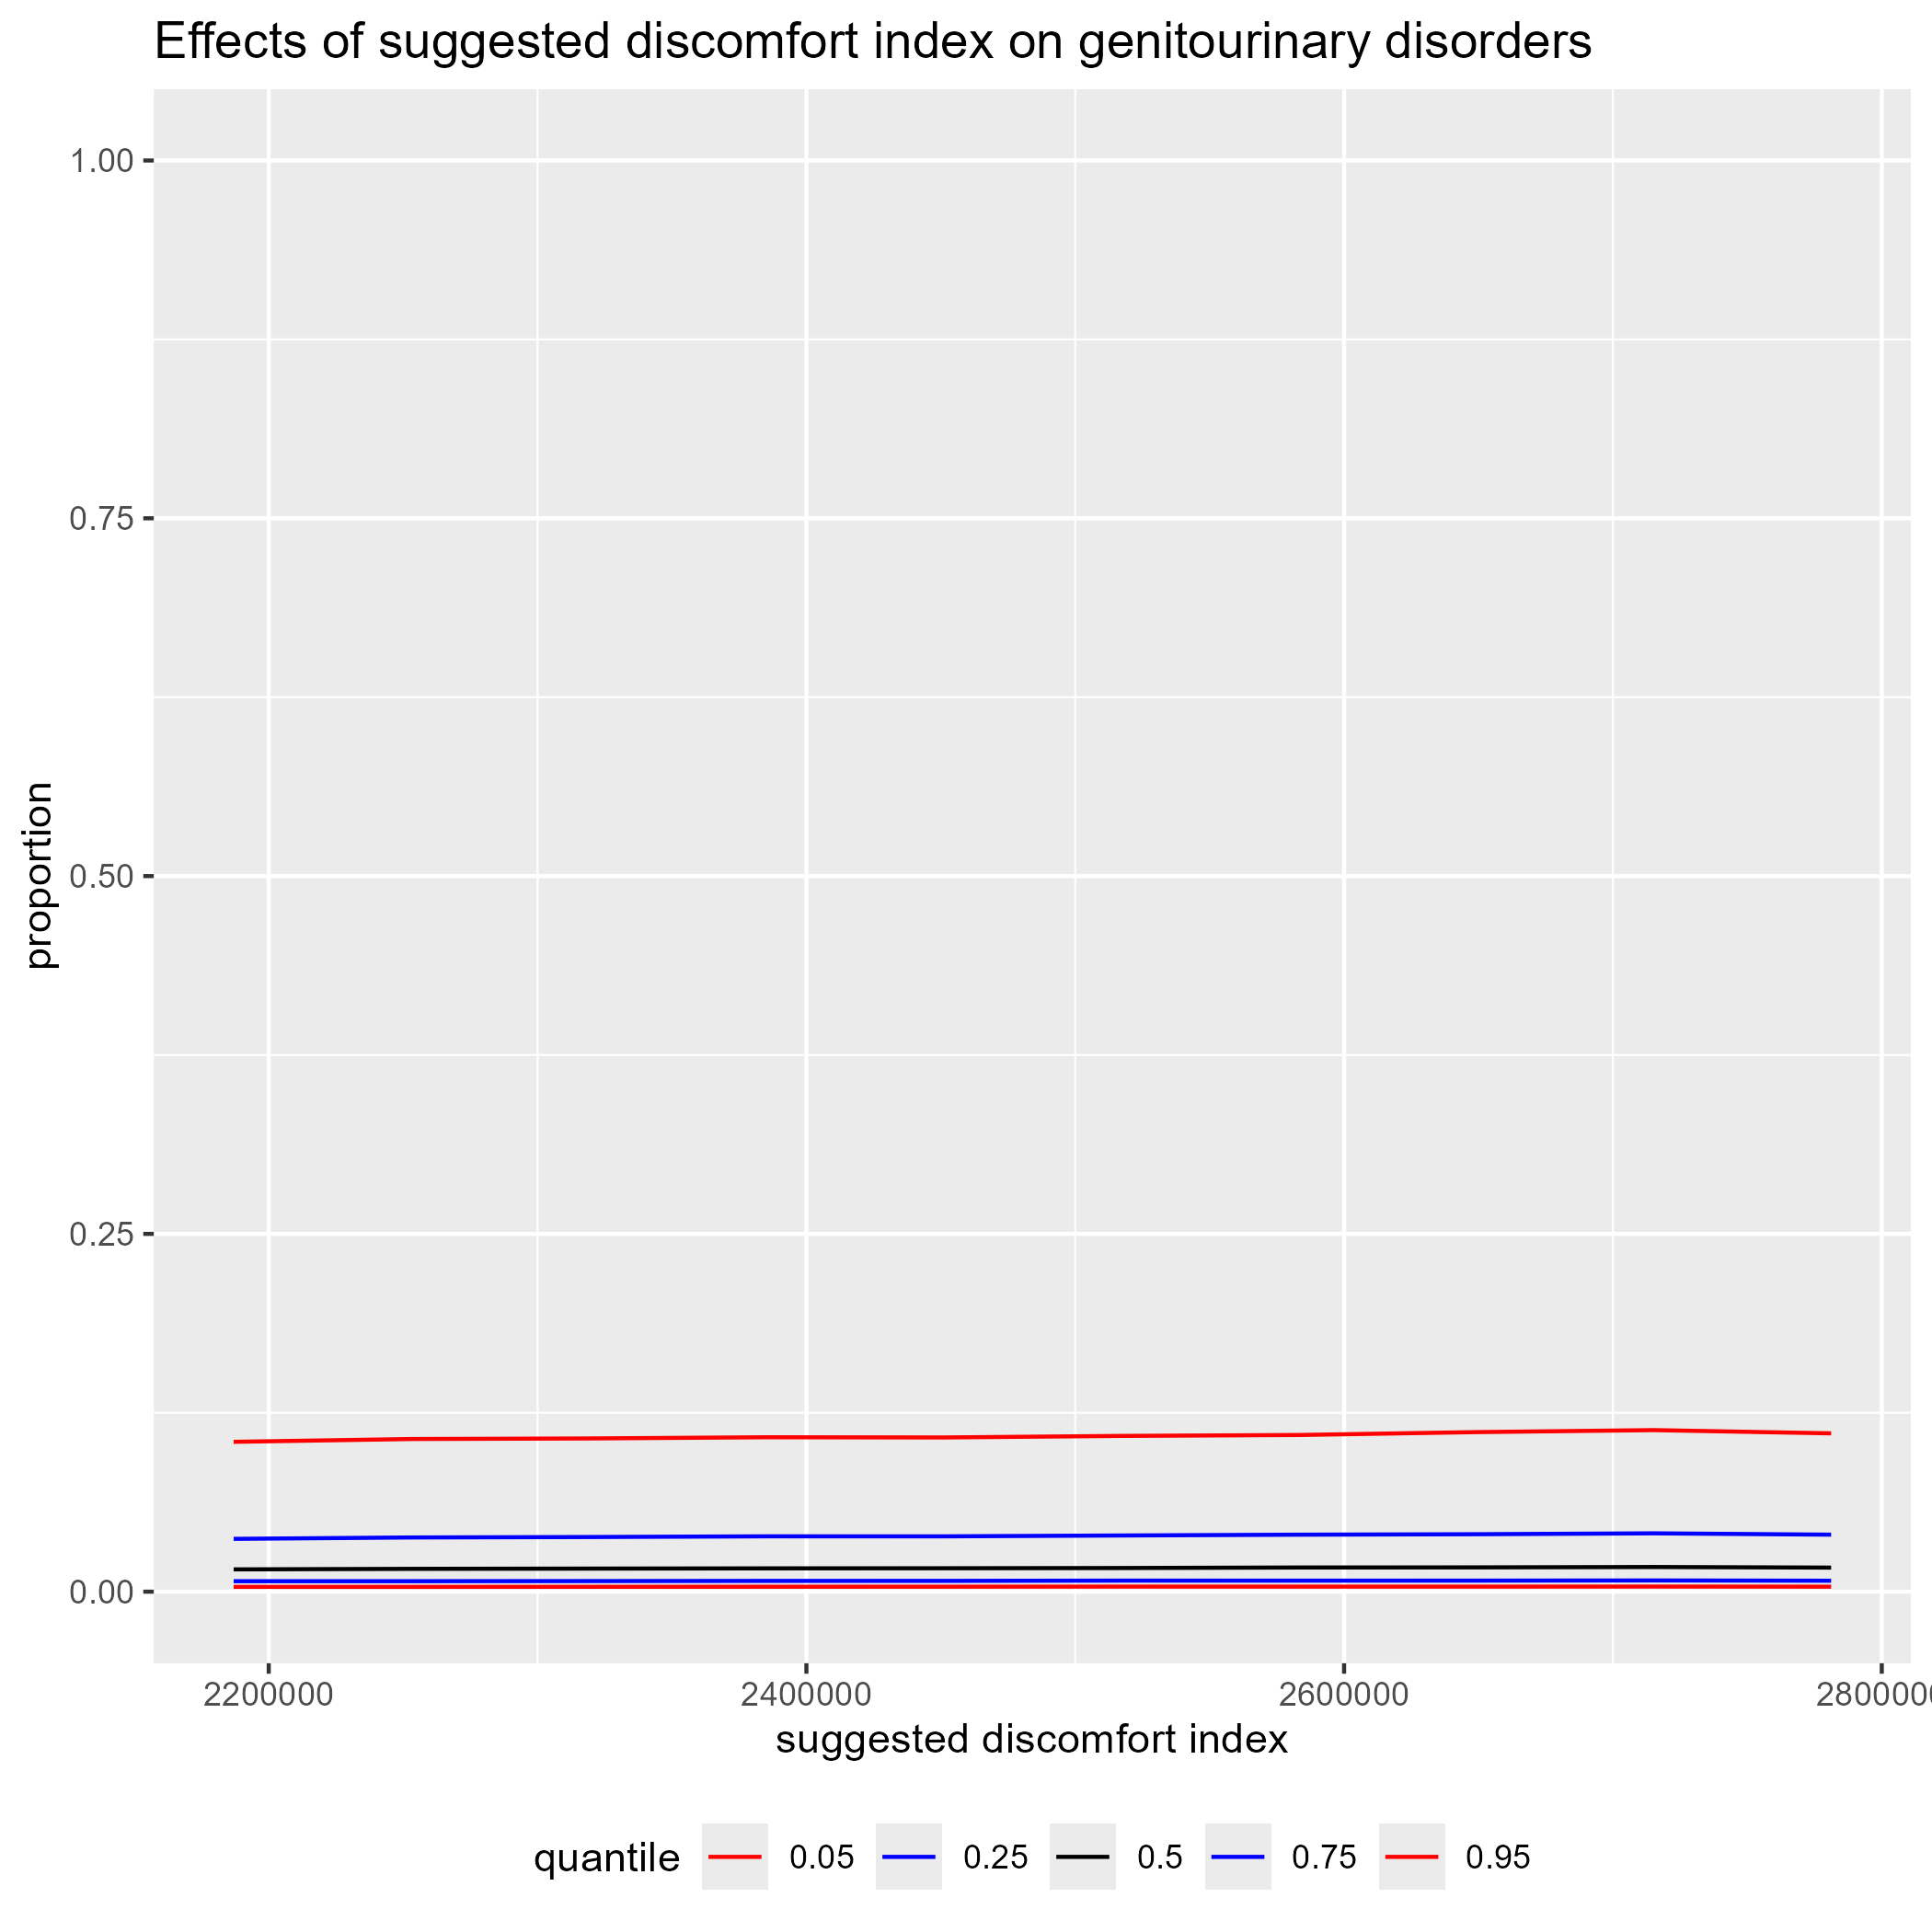 Effects of suggested discomfort index on genitourinary disorders
1.00
0.75
0.50
0.25
0.00
proportion
2200000 2400000 2600000 280000
suggested discomfort index
quantile 0.05 0.25 0.5 0.75 0.95